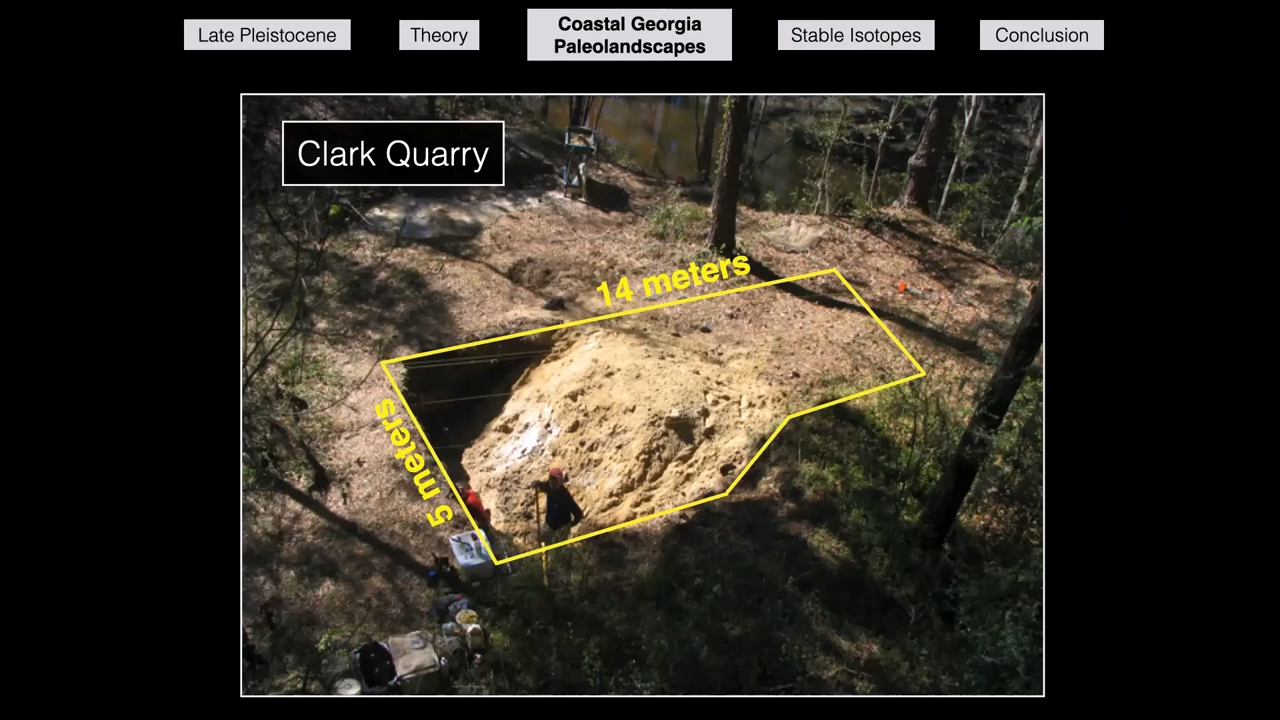 Late Pleistocene
Theory
Coastal Georgia
Paleolandscapes
Stable Isotopes
Conclusion
Clark Quarry
14 meters
5 meters